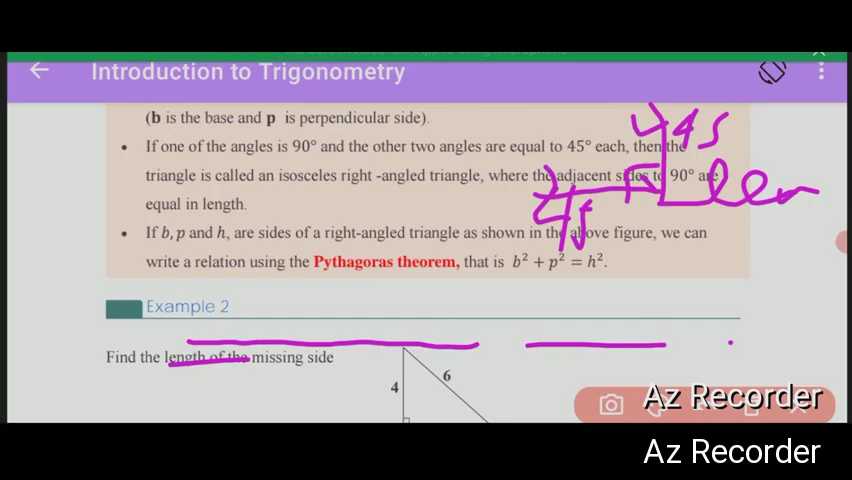 Introduction to Trigonometry
(b is the base and p is perpendicular side).
• If one of the angles is 90° and the other two angles are equal to 45° each, then the
triangle is called an isosceles right -angled triangle, where the adjacent sides to 90° are
equal in length.
• If b, p and h, are sides of a right-angled triangle as shown in the above figure, we can
write a relation using the Pythagoras theorem, that is b² + p² = h².
45
45
Example 2
Find the length of the missing side
4
6
Az Recorder
Az Recorder